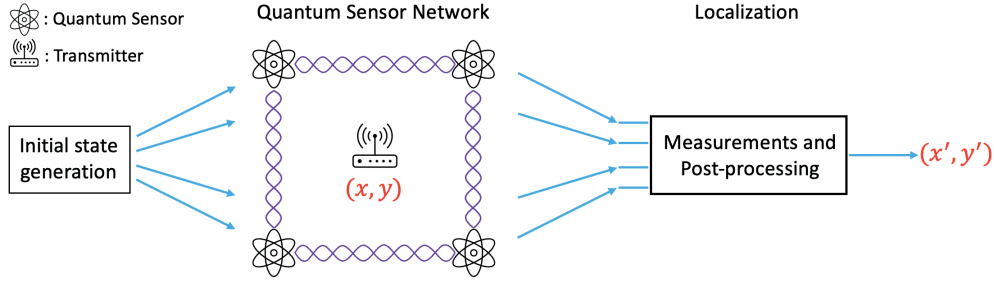 : Quantum Sensor
: Transmitter
Quantum Sensor Network
Localization
Initial state
generation
(x, y)
Measurements and
Post-processing
(x′, y′)